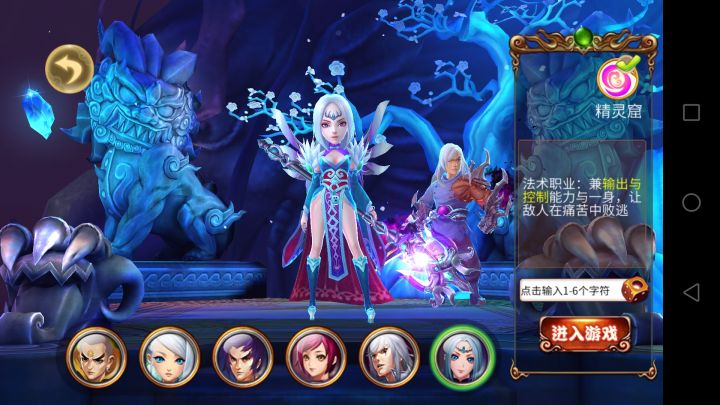 精灵窟
法术职业：兼输出与
控制能力与一身，让
敌人在痛苦中败逃
点击输入1-6个字符
进入游戏